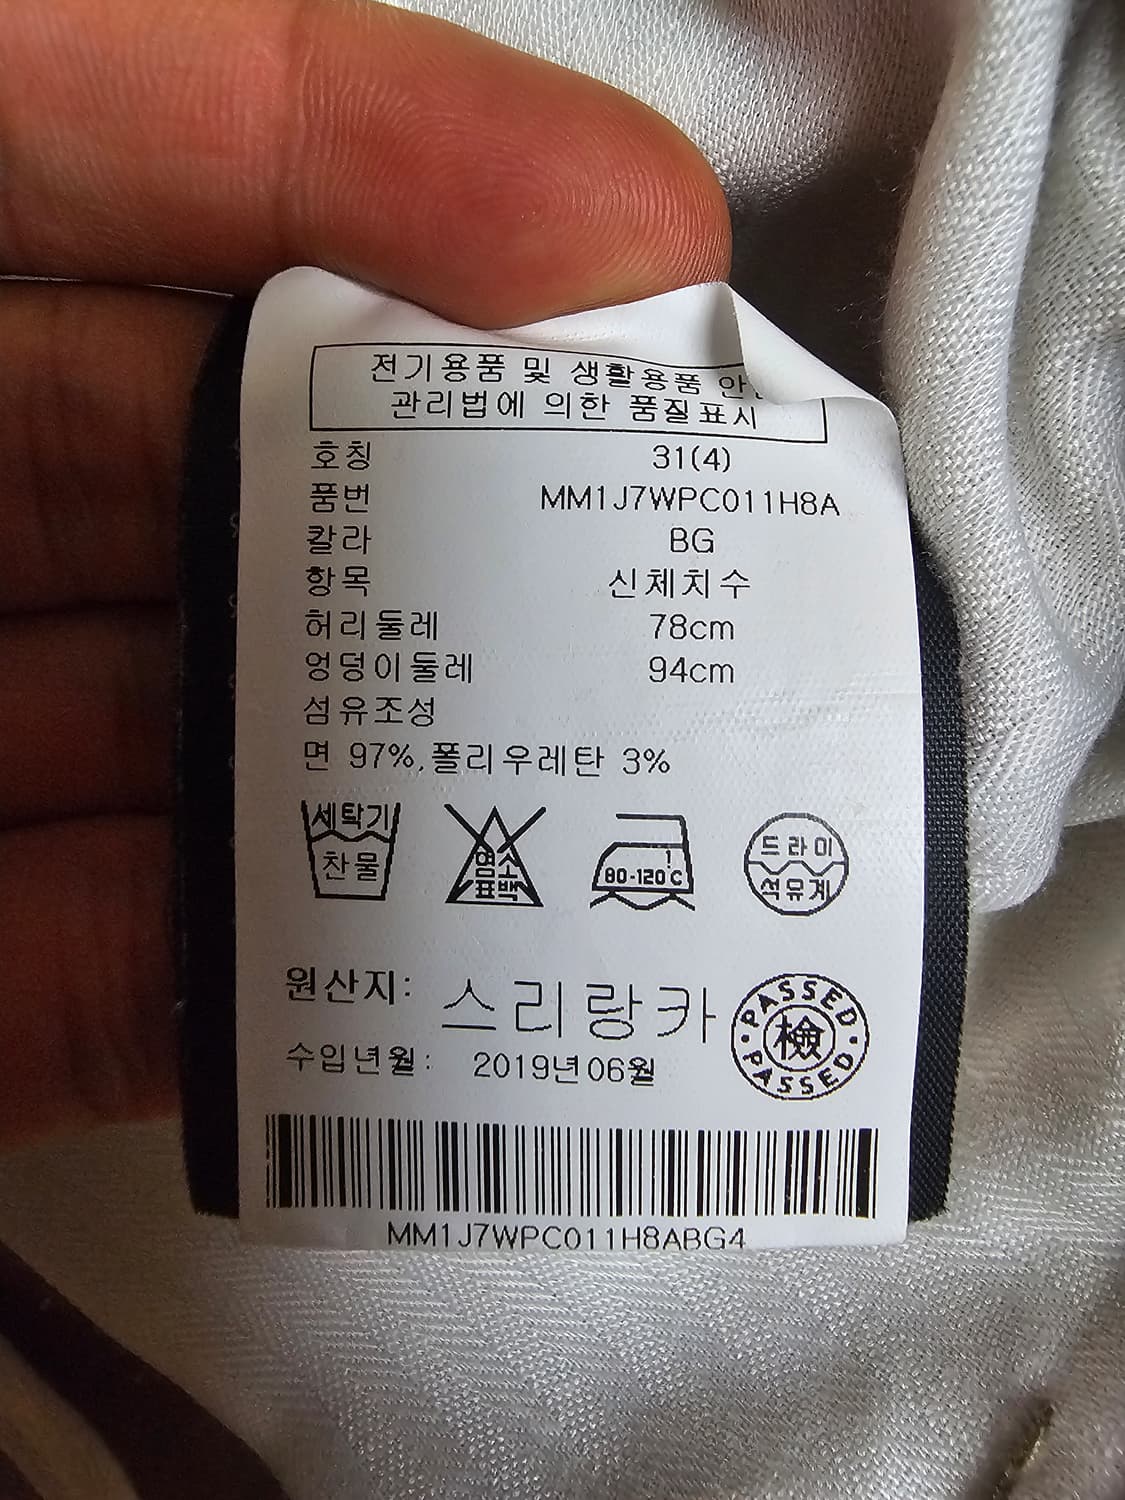 전기용품 및 생활용품 안
관리법에 의한 품질표시
호칭 31(4)
품번 MM1J7WPC011H8A
칼라 BG
항목 신체치수
허리둘레 78cm
엉덩이둘레 94cm
섬유조성
면 97%,폴리우레탄 3%
세탁기
찬물
염소
표백
80-120℃
드라이
석유계
원산지: 스리랑카
수입년월: 2019년06월
PASSED
檢
PASSED
MM1J7WPC011H8ABG4